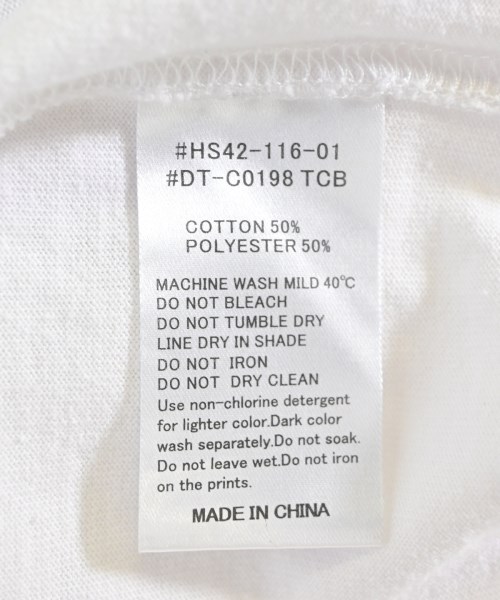 #HS42-116-01
#DT-C0198 TCB
COTTON 50%
POLYESTER 50%
MACHINE WASH MILD 40℃
DO NOT BLEACH
DO NOT TUMBLE DRY
LINE DRY IN SHADE
DO NOT IRON
DO NOT DRY CLEAN
Use non-chlorine detergent
for lighter color.Dark color
wash separately.Do not soak.
Do not leave wet.Do not iron
on the prints.
MADE IN CHINA